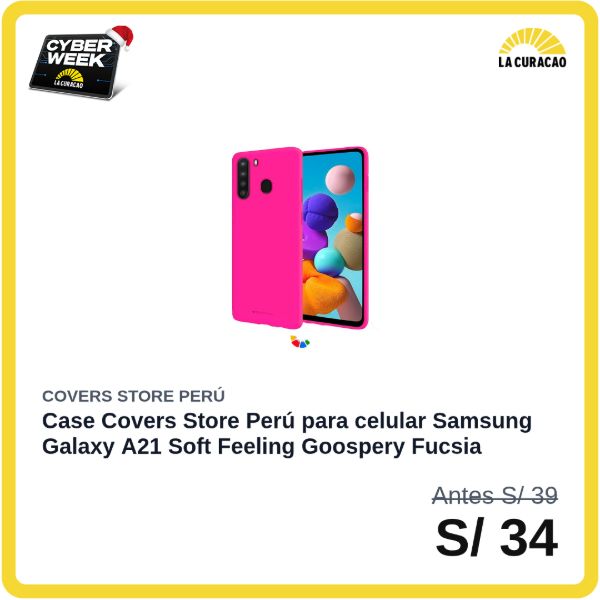 CYBER
WEEK
LA CURACAO
LA CURACAO
COVERS STORE PERÚ
Case Covers Store Perú para celular Samsung
Galaxy A21 Soft Feeling Goospery Fucsia
Antes S/ 39
S/ 34